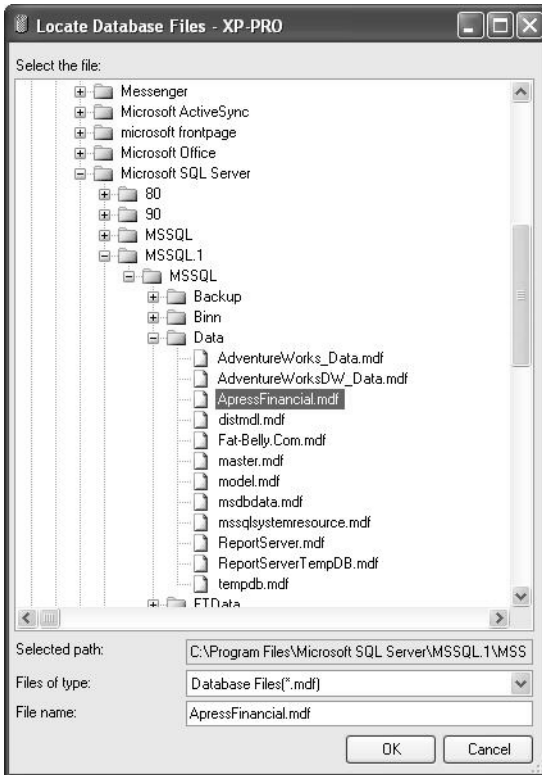 Locate Database Files - XP-PRO
Select the file:
Messenger
Microsoft ActiveSync
microsoft frontpage
Microsoft Office
Microsoft SQL Server
80
90
MSSQL
MSSQL.1
MSSQL
Backup
Binn
Data
AdventureWorks_Data.mdf
AdventureWorksDW_Data.mdf
ApressFinancial.mdf
distmdl.mdf
Fat-Belly.Com.mdf
master.mdf
model.mdf
msdbdata.mdf
mssqlsystemresource.mdf
ReportServer.mdf
ReportServerTempDB.mdf
tempdb.mdf
FTData
Selected path: C:\Program Files\Microsoft SQL Server\MSSQL.1\MSS
Files of type: Database Files(*.mdf)
File name: ApressFinancial.mdf
OK Cancel